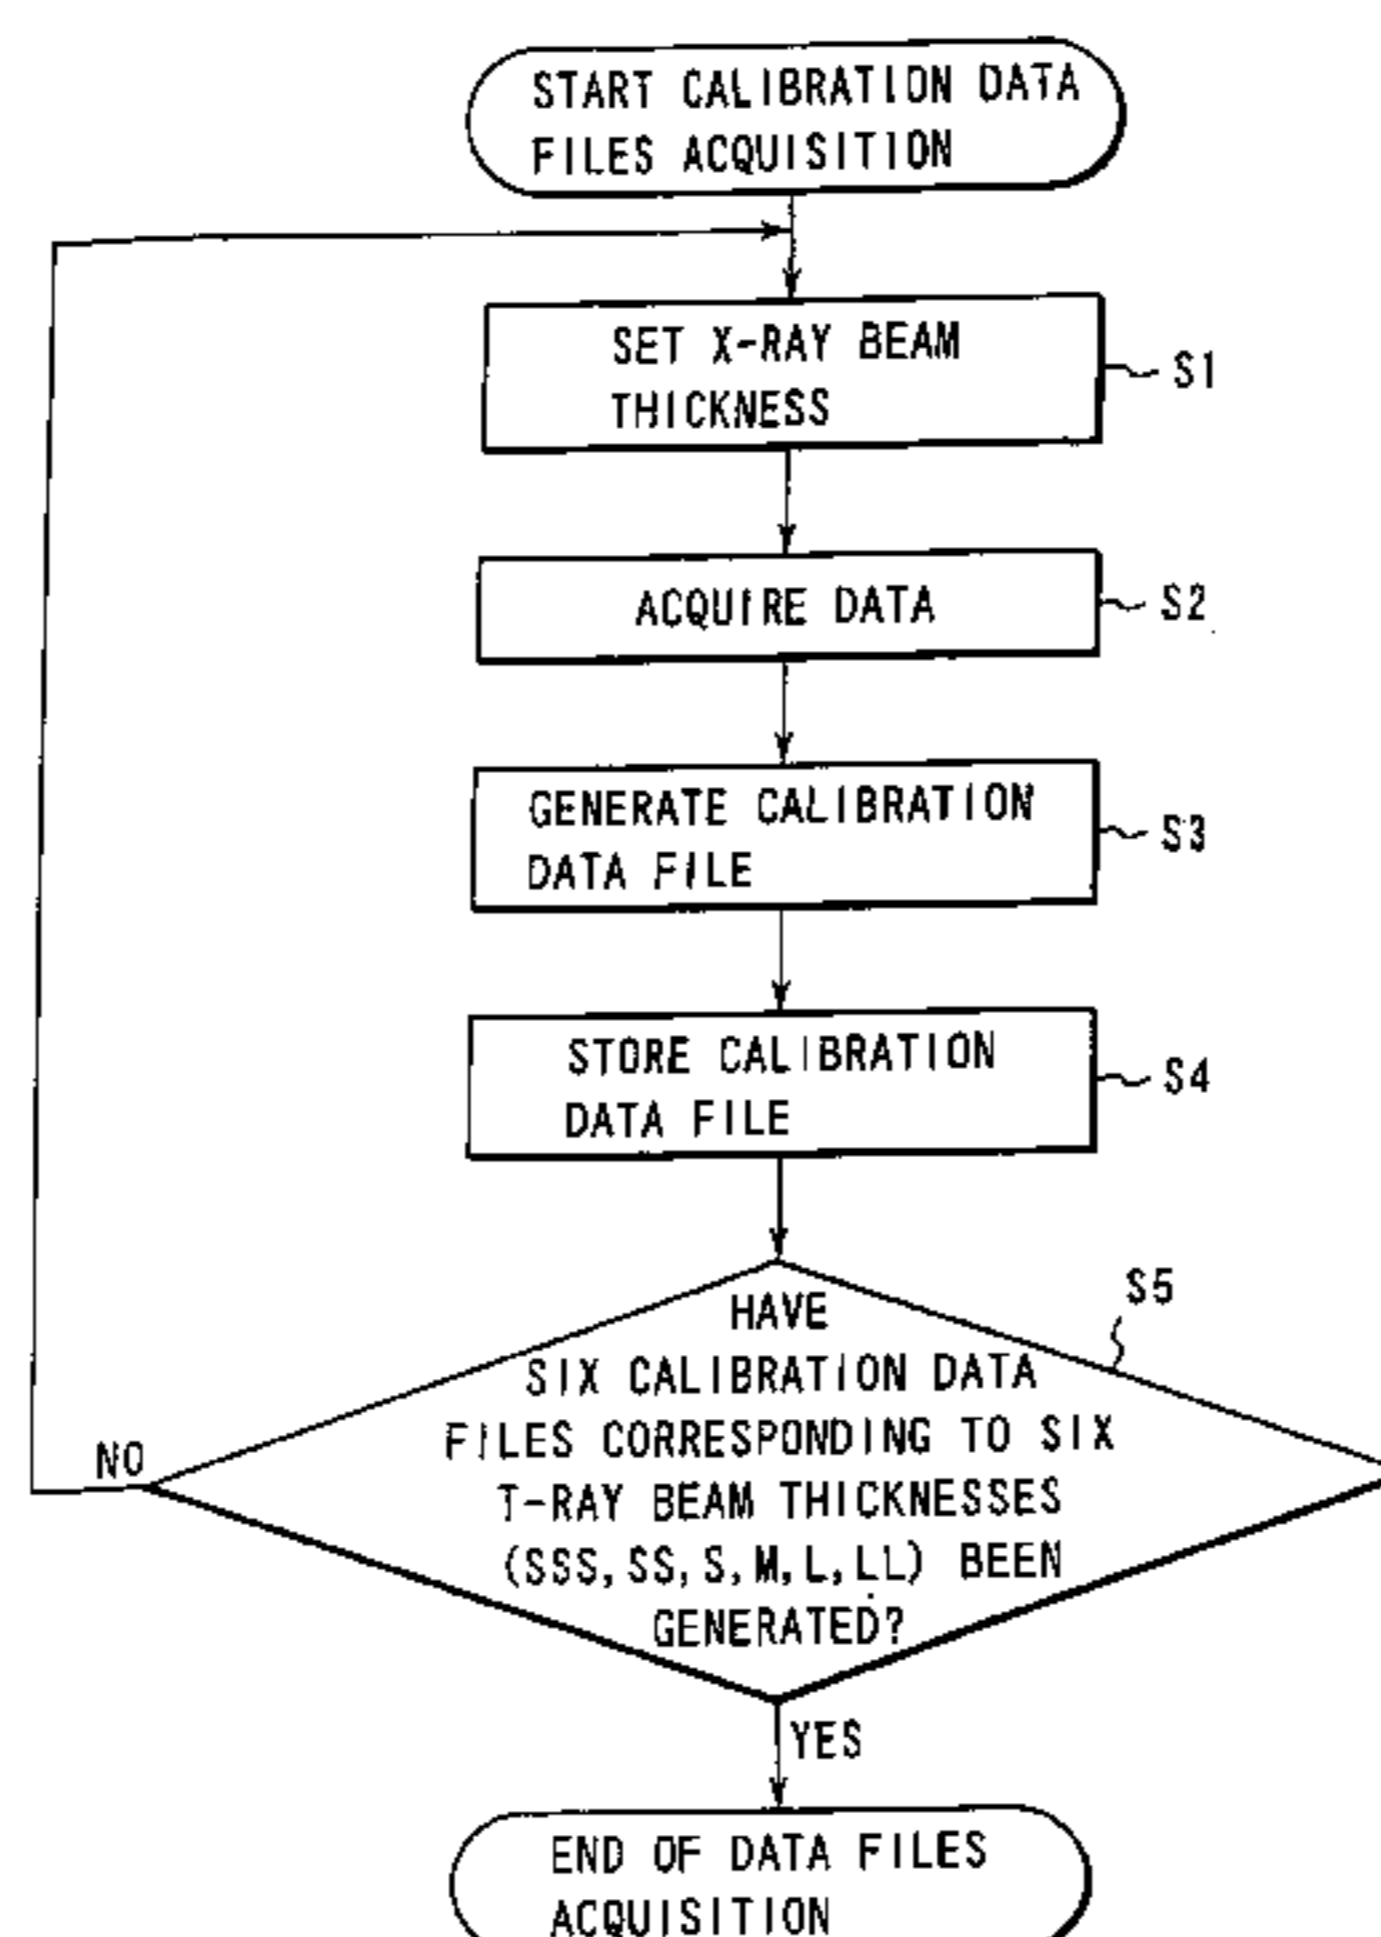 START CALIBRATION DATA
FILES ACQUISITION
SET X-RAY BEAM
THICKNESS
S1
ACQUIRE DATA
S2
GENERATE CALIBRATION
DATA FILE
S3
STORE CALIBRATION
DATA FILE
S4
S5
HAVE
SIX CALIBRATION DATA
FILES CORRESPONDING TO SIX
T-RAY BEAM THICKNESSES
(SSS, SS, S, M, L, LL) BEEN
GENERATED?
NO
YES
END OF DATA FILES
ACQUISITION